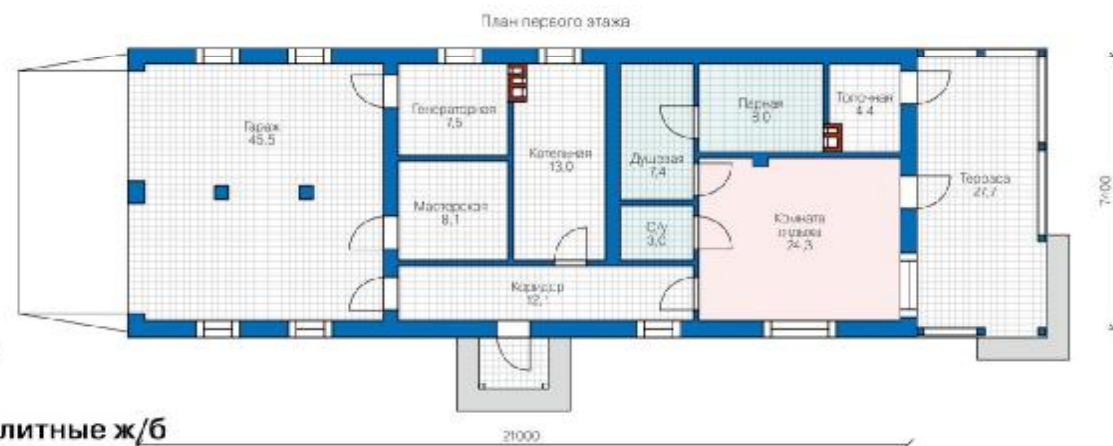 План первого этажа
Гараж
45.5
Генераторная
7,5
Котельная
13,0
Мастерская
8,1
Душевая
7.4
С/у
3,0
Парная
8.0
Топочная
4.4
Комната
отдыха
24,3
Терраса
27,7
Коридор
12,1
7400
литные ж/б
21000